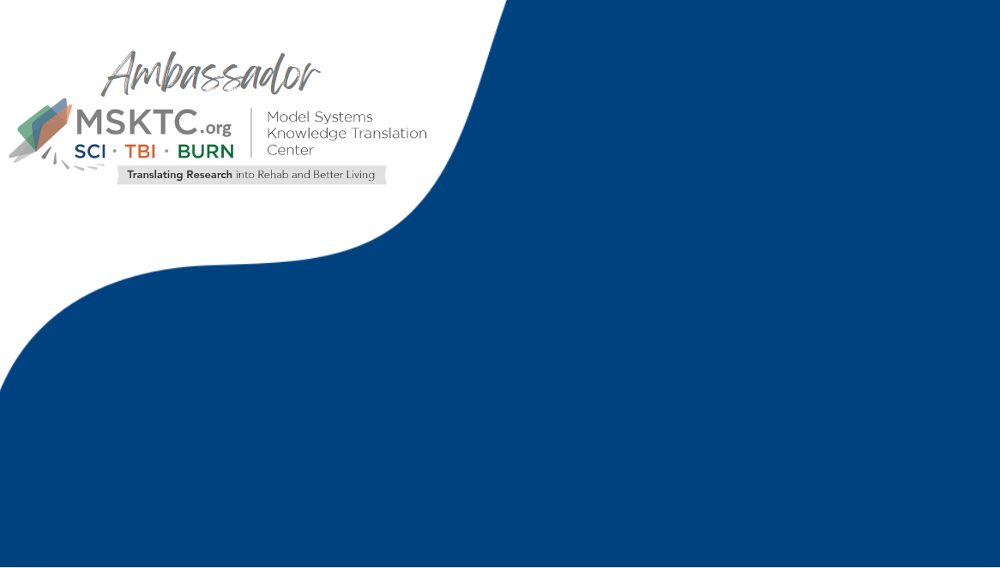 Ambassador
MSKTC.org
SCI · TBI · BURN
Model Systems
Knowledge Translation
Center
Translating Research into Rehab and Better Living